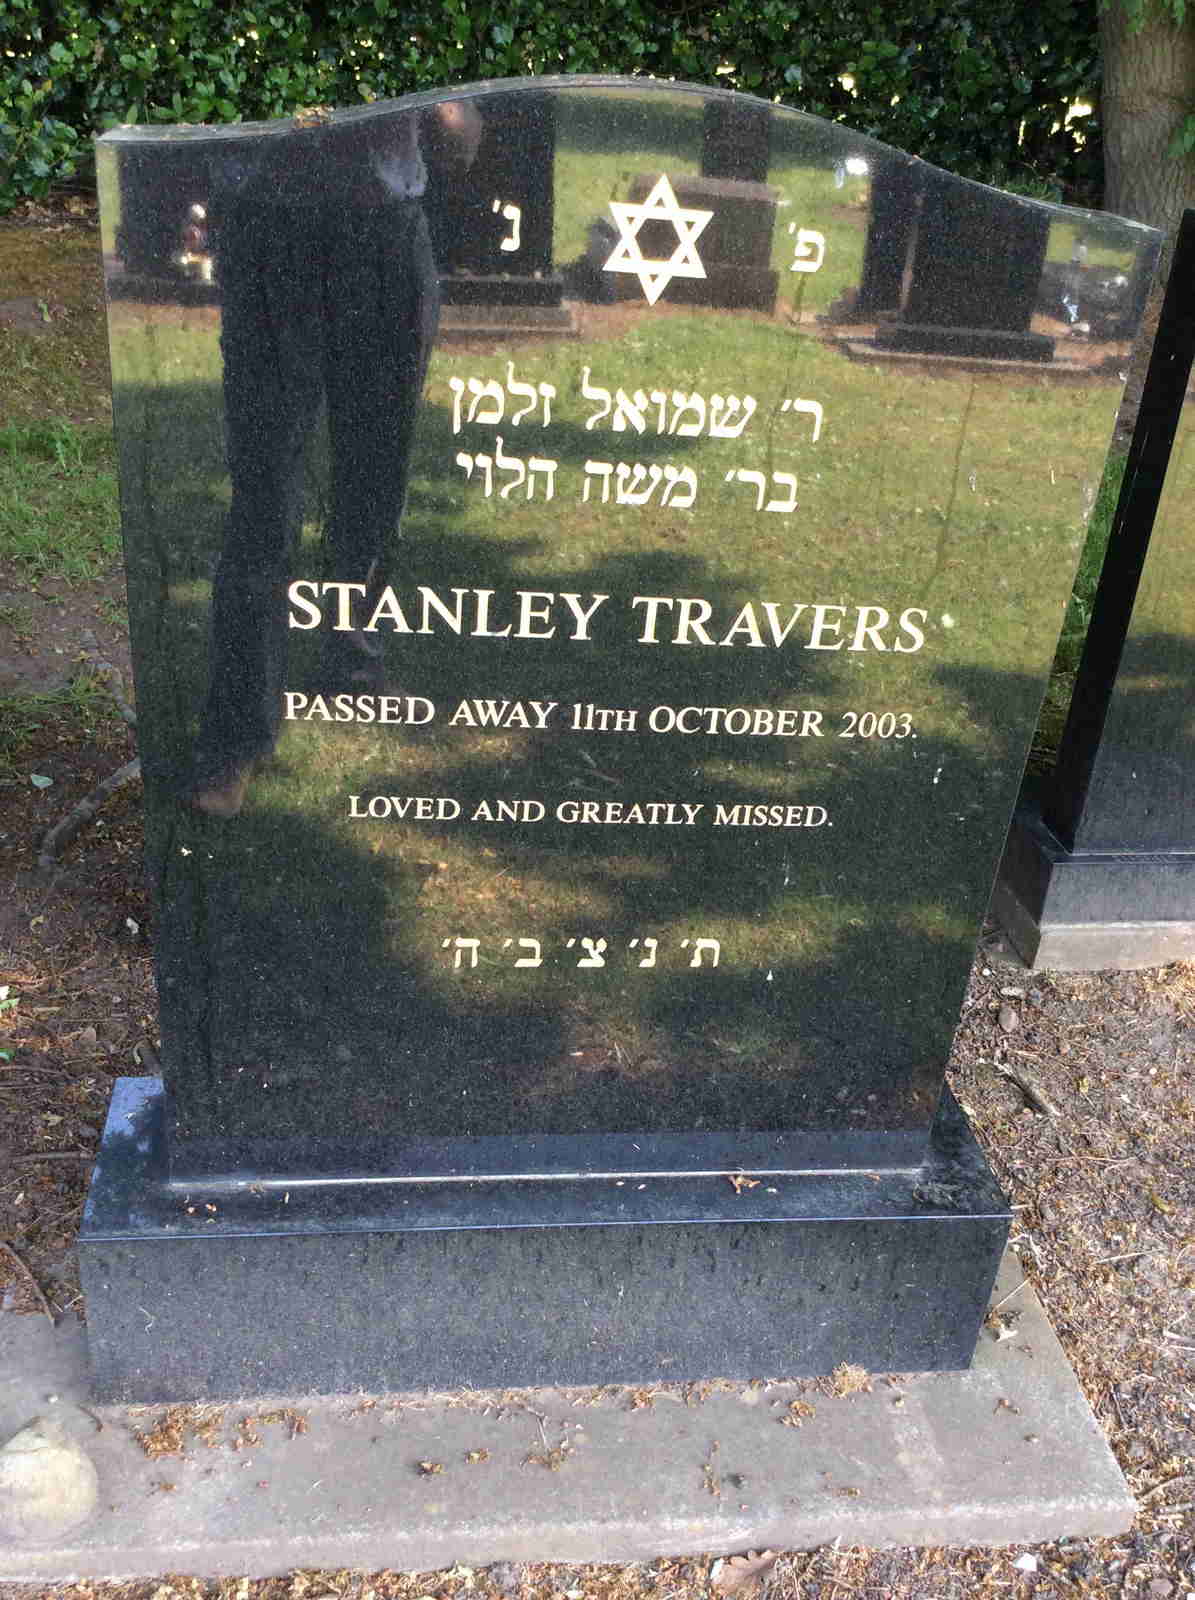 פ׳ נ׳
ר׳ שמואל זלמן
בר׳ משה הלוי
STANLEY TRAVERS
PASSED AWAY 11TH OCTOBER 2003.
LOVED AND GREATLY MISSED.
ת׳ נ׳ צ׳ ב׳ ה׳